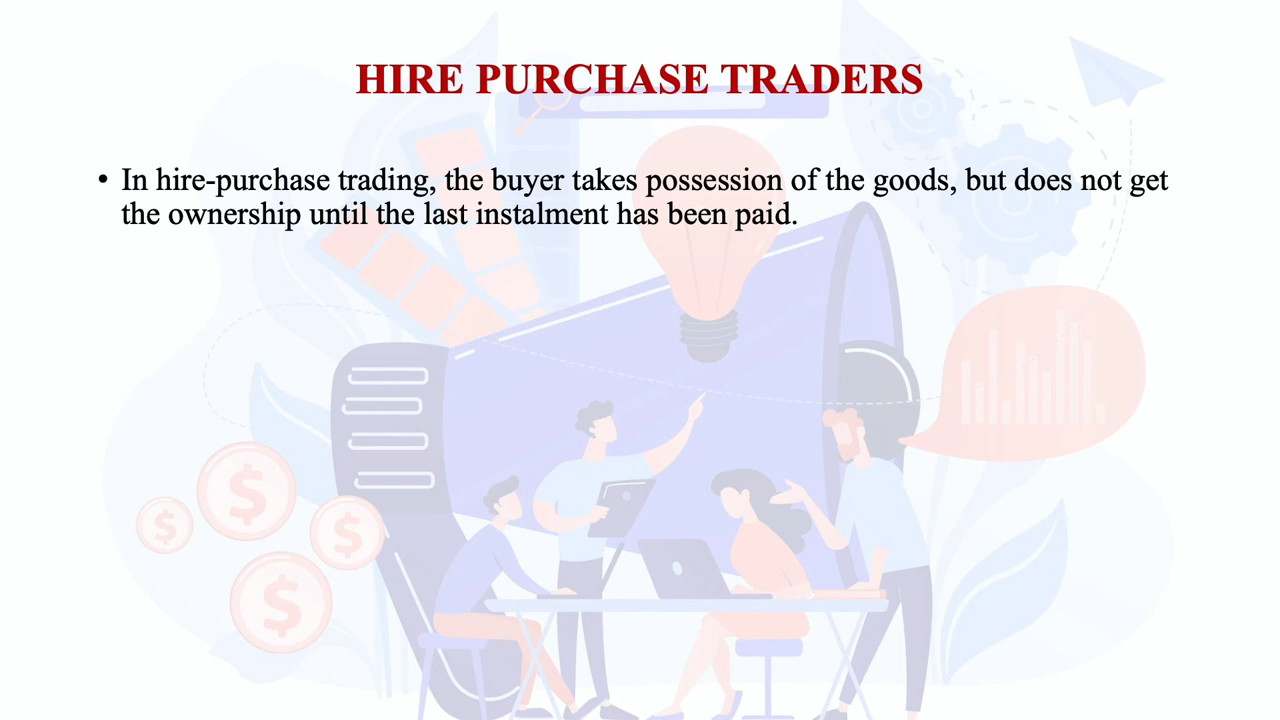 HIRE PURCHASE TRADERS
• In hire-purchase trading, the buyer takes possession of the goods, but does not get
the ownership until the last instalment has been paid.
$
$
$
$